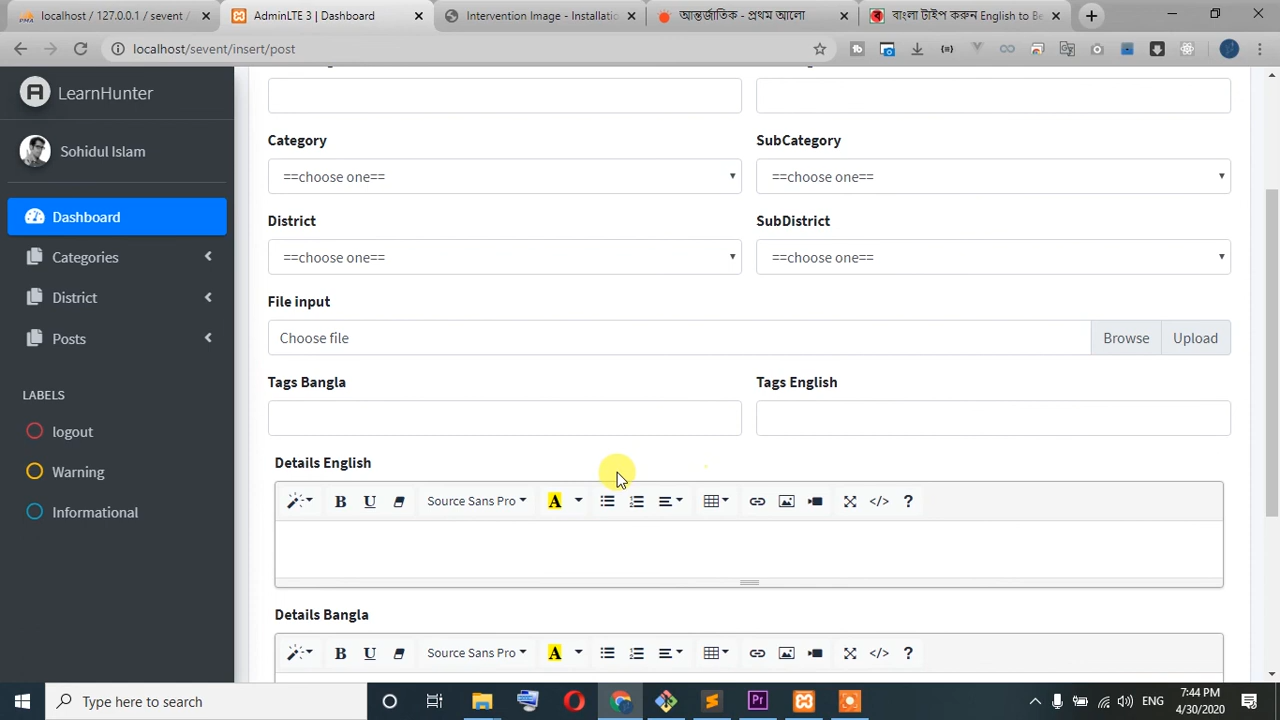 localhost / 127.0.0.1 / sevent /
AdminLTE 3 | Dashboard
Intervention Image - Installatio
আন্তর্জাতিক - প্রথম আলো
বাংলা টাইপ করুন English to Be
localhost/sevent/insert/post
LearnHunter
Sohidul Islam
Dashboard
Categories
District
Posts
LABELS
logout
Warning
Informational
Category
SubCategory
==choose one==
==choose one==
District
SubDistrict
==choose one==
==choose one==
File input
Choose file
Browse
Upload
Tags Bangla
Tags English
Details English
B U Source Sans Pro A </> ?
Details Bangla
B U Source Sans Pro A </> ?
Type here to search
ENG
7:44 PM
4/30/2020